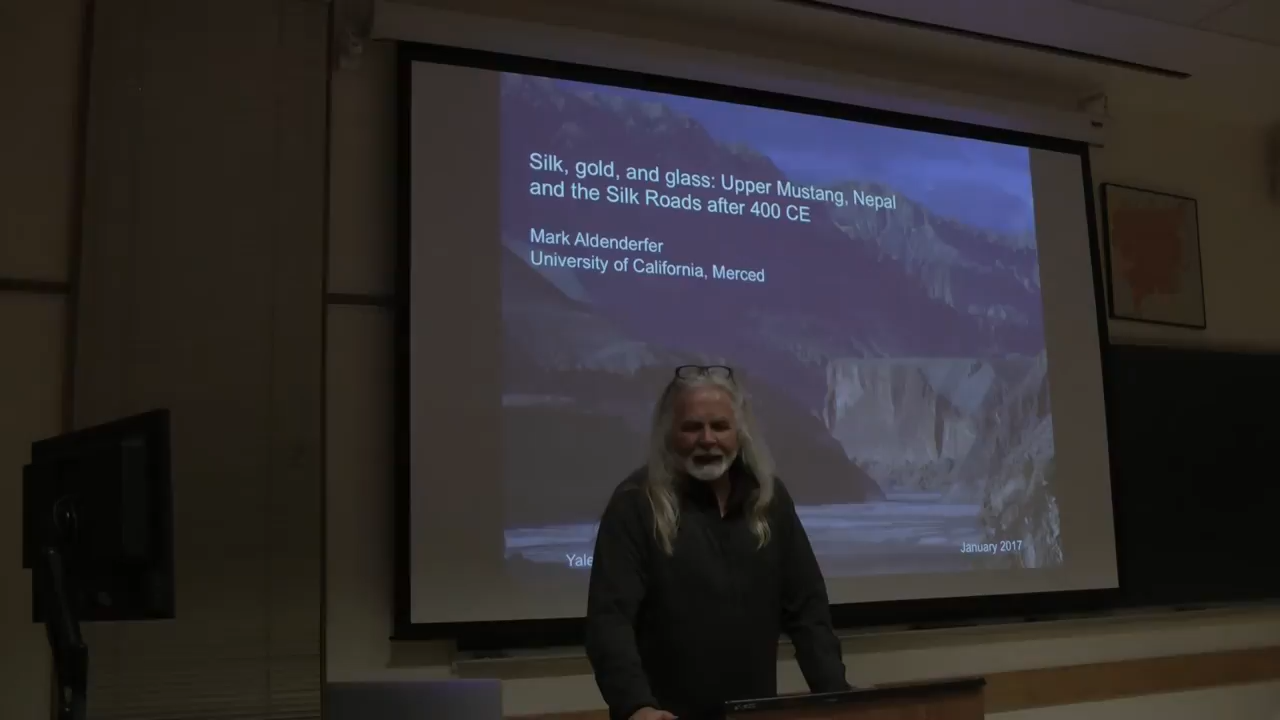 Silk, gold, and glass: Upper Mustang, Nepal
and the Silk Roads after 400 CE
Mark Aldenderfer
University of California, Merced
Yale
January 2017